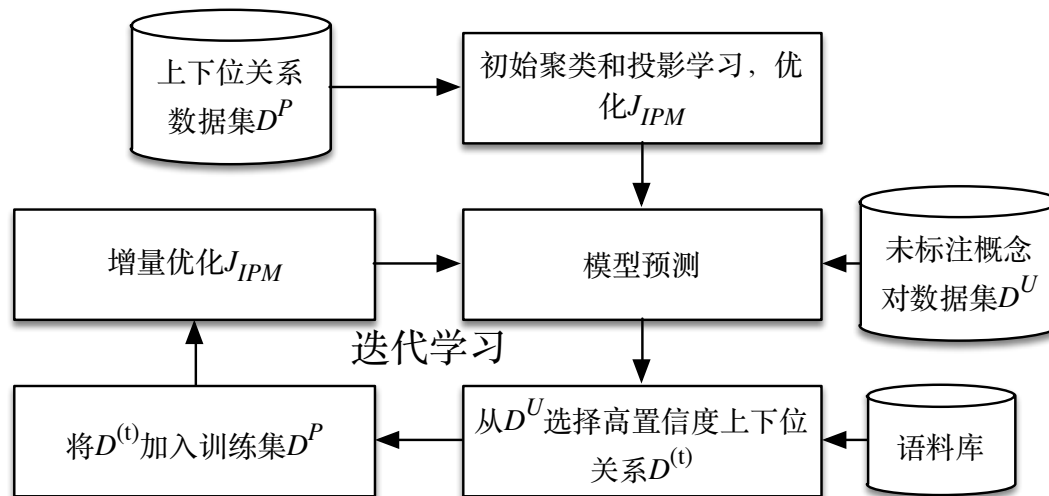 上下位关系
数据集D^P
初始聚类和投影学习，优
化J_IPM
增量优化J_IPM
模型预测
未标注概念
对数据集D^U
迭代学习
将D^(t)加入训练集D^P
从D^U选择高置信度上下位
关系D^(t)
语料库